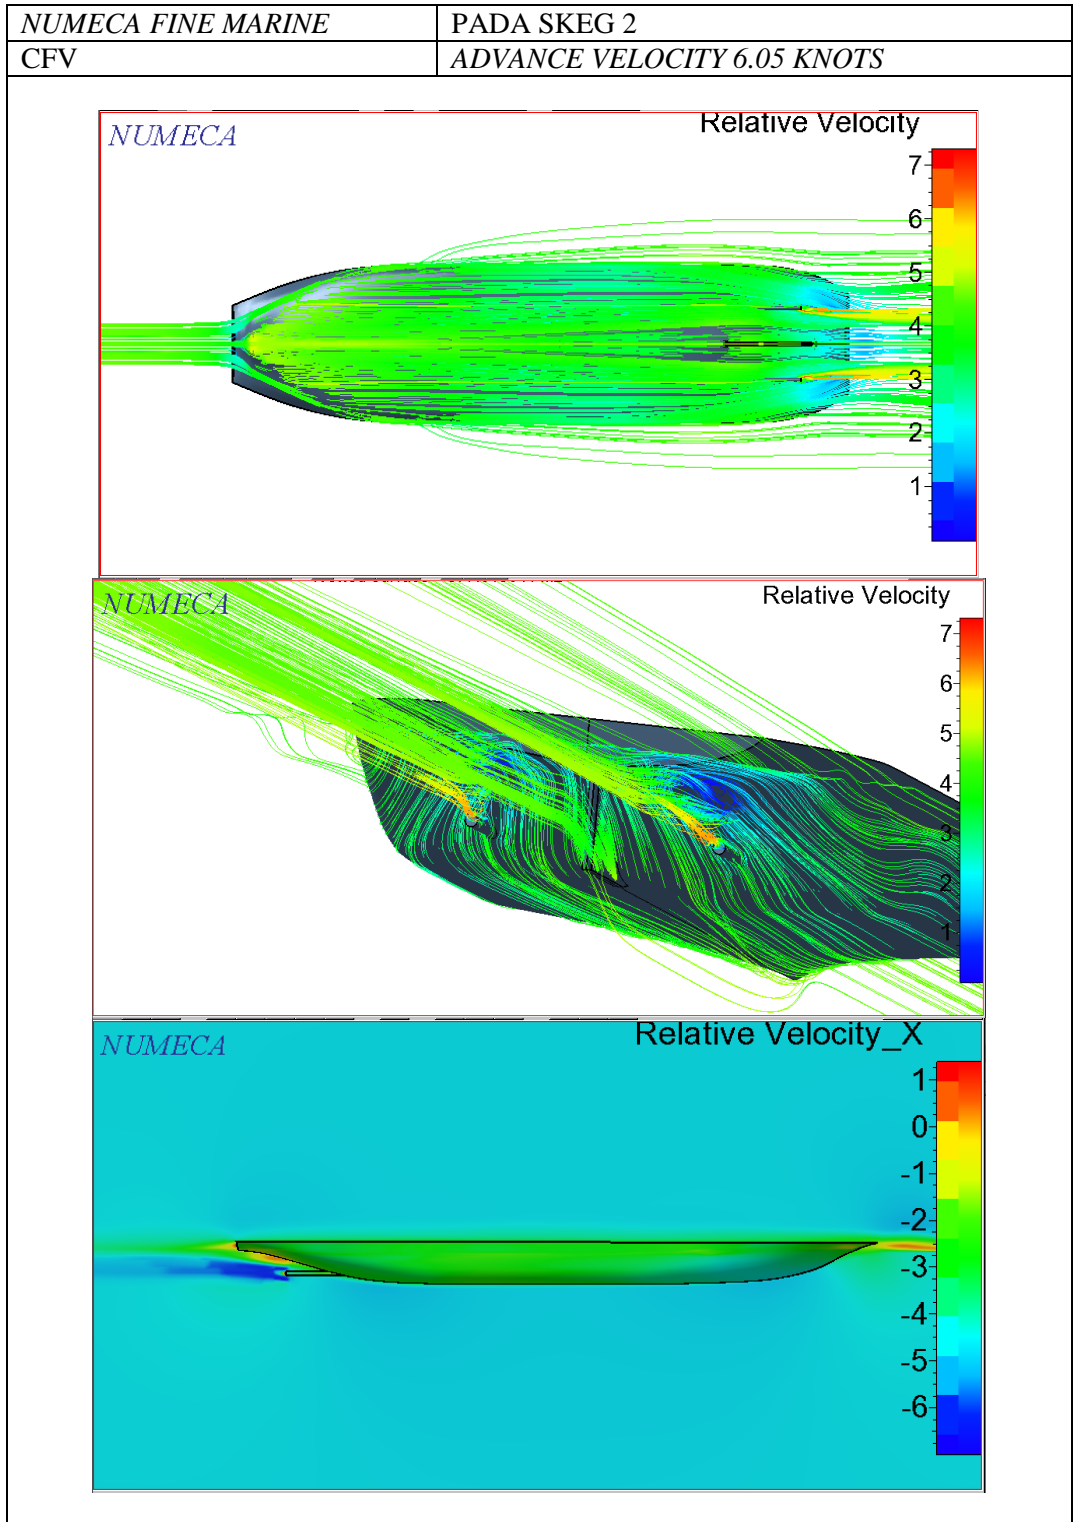 NUMECA FINE MARINE
PADA SKEG 2
CFV
ADVANCE VELOCITY 6.05 KNOTS
NUMECA
Relative Velocity
7
6
5
4
3
2
1
NUMECA
Relative Velocity
7
6
5
4
3
2
1
NUMECA
Relative Velocity_X
1
0
-1
-2
-3
-4
-5
-6